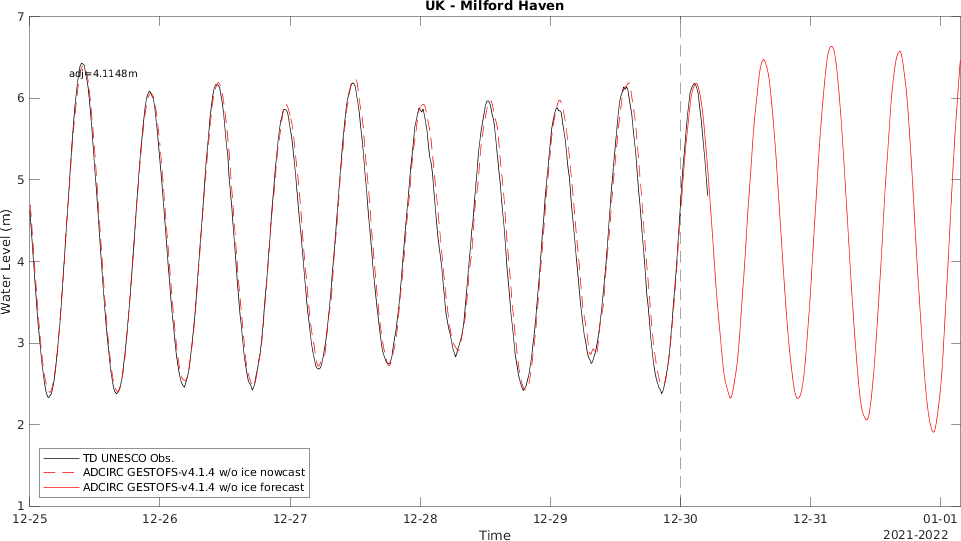 UK - Milford Haven
7
adj=4.1148m
6
5
4
3
2
1
Water Level (m)
TD UNESCO Obs.
ADCIRC GESTOFS-v4.1.4 w/o ice nowcast
ADCIRC GESTOFS-v4.1.4 w/o ice forecast
12-25 12-26 12-27 12-28 12-29 12-30 12-31 01-01
Time
2021-2022